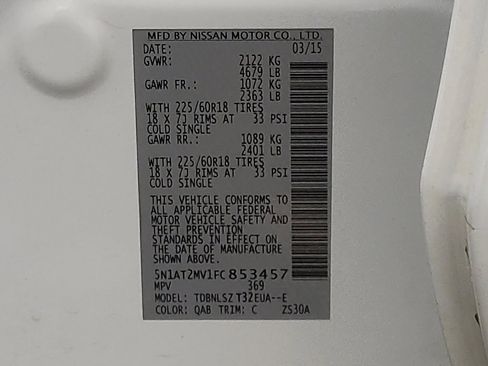 MFD BY NISSAN MOTOR CO., LTD.
DATE: 03/15
GVWR: 2122 KG
4679 LB
GAWR FR.: 1072 KG
2363 LB
WITH 225/60R18 TIRES
18 X 7J RIMS AT 33 PSI
COLD SINGLE
GAWR RR.: 1089 KG
2401 LB
WITH 225/60R18 TIRES
18 X 7J RIMS AT 33 PSI
COLD SINGLE
THIS VEHICLE CONFORMS TO
ALL APPLICABLE FEDERAL
MOTOR VEHICLE SAFETY AND
THEFT PREVENTION
STANDARDS IN EFFECT ON
THE DATE OF MANUFACTURE
SHOWN ABOVE.
5N1AT2MV1FC853457
MPV 369
MODEL: TDBNLSZ T32EUA--E
COLOR: QAB TRIM: C ZS30A